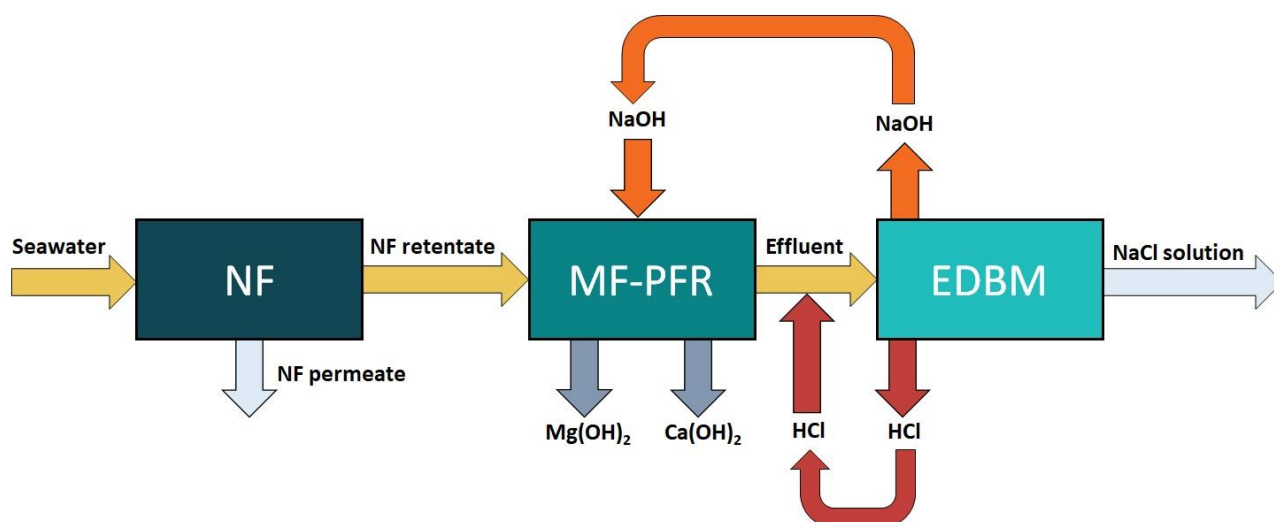 NaOH
NaOH
Seawater
NF
NF retentate
MF-PFR
Effluent
EDBM
NaCl solution
NF permeate
Mg(OH)₂
Ca(OH)₂
HCl
HCl